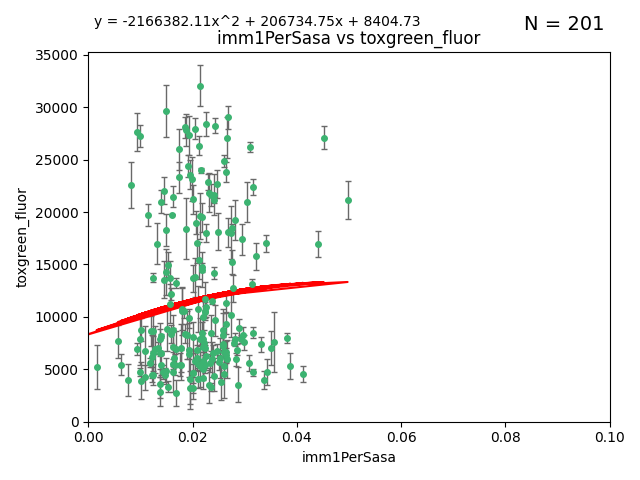 y = -2166382.11x^2 + 206734.75x + 8404.73
N = 201
imm1PerSasa vs toxgreen_fluor
35000
30000
25000
20000
15000
10000
5000
0
toxgreen_fluor
0.00 0.02 0.04 0.06 0.08 0.10
imm1PerSasa